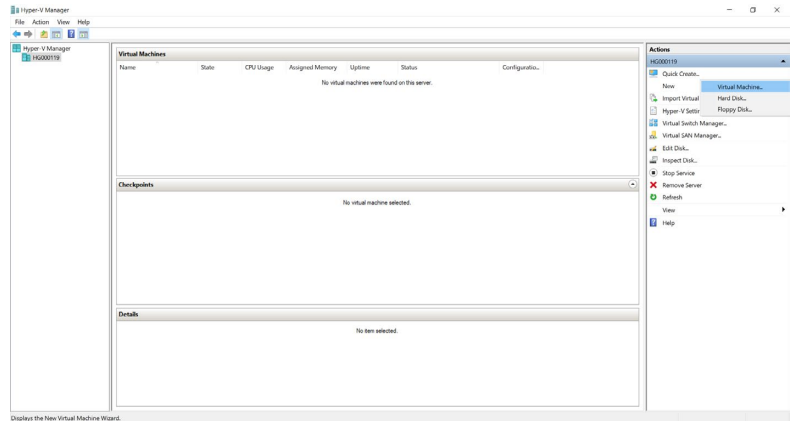 Hyper-V Manager
File Action View Help
Hyper-V Manager
HG000119
Virtual Machines
Name State CPU Usage Assigned Memory Uptime Status Configuratio...
No virtual machines were found on this server.
Checkpoints
No virtual machine selected.
Details
No item selected.
Actions
HG000119
Quick Create...
New
Virtual Machine...
Import Virtual
Hard Disk...
Hyper-V Settin
Floppy Disk...
Virtual Switch Manager...
Virtual SAN Manager...
Edit Disk...
Inspect Disk...
Stop Service
Remove Server
Refresh
View
Help
Displays the New Virtual Machine Wizard.